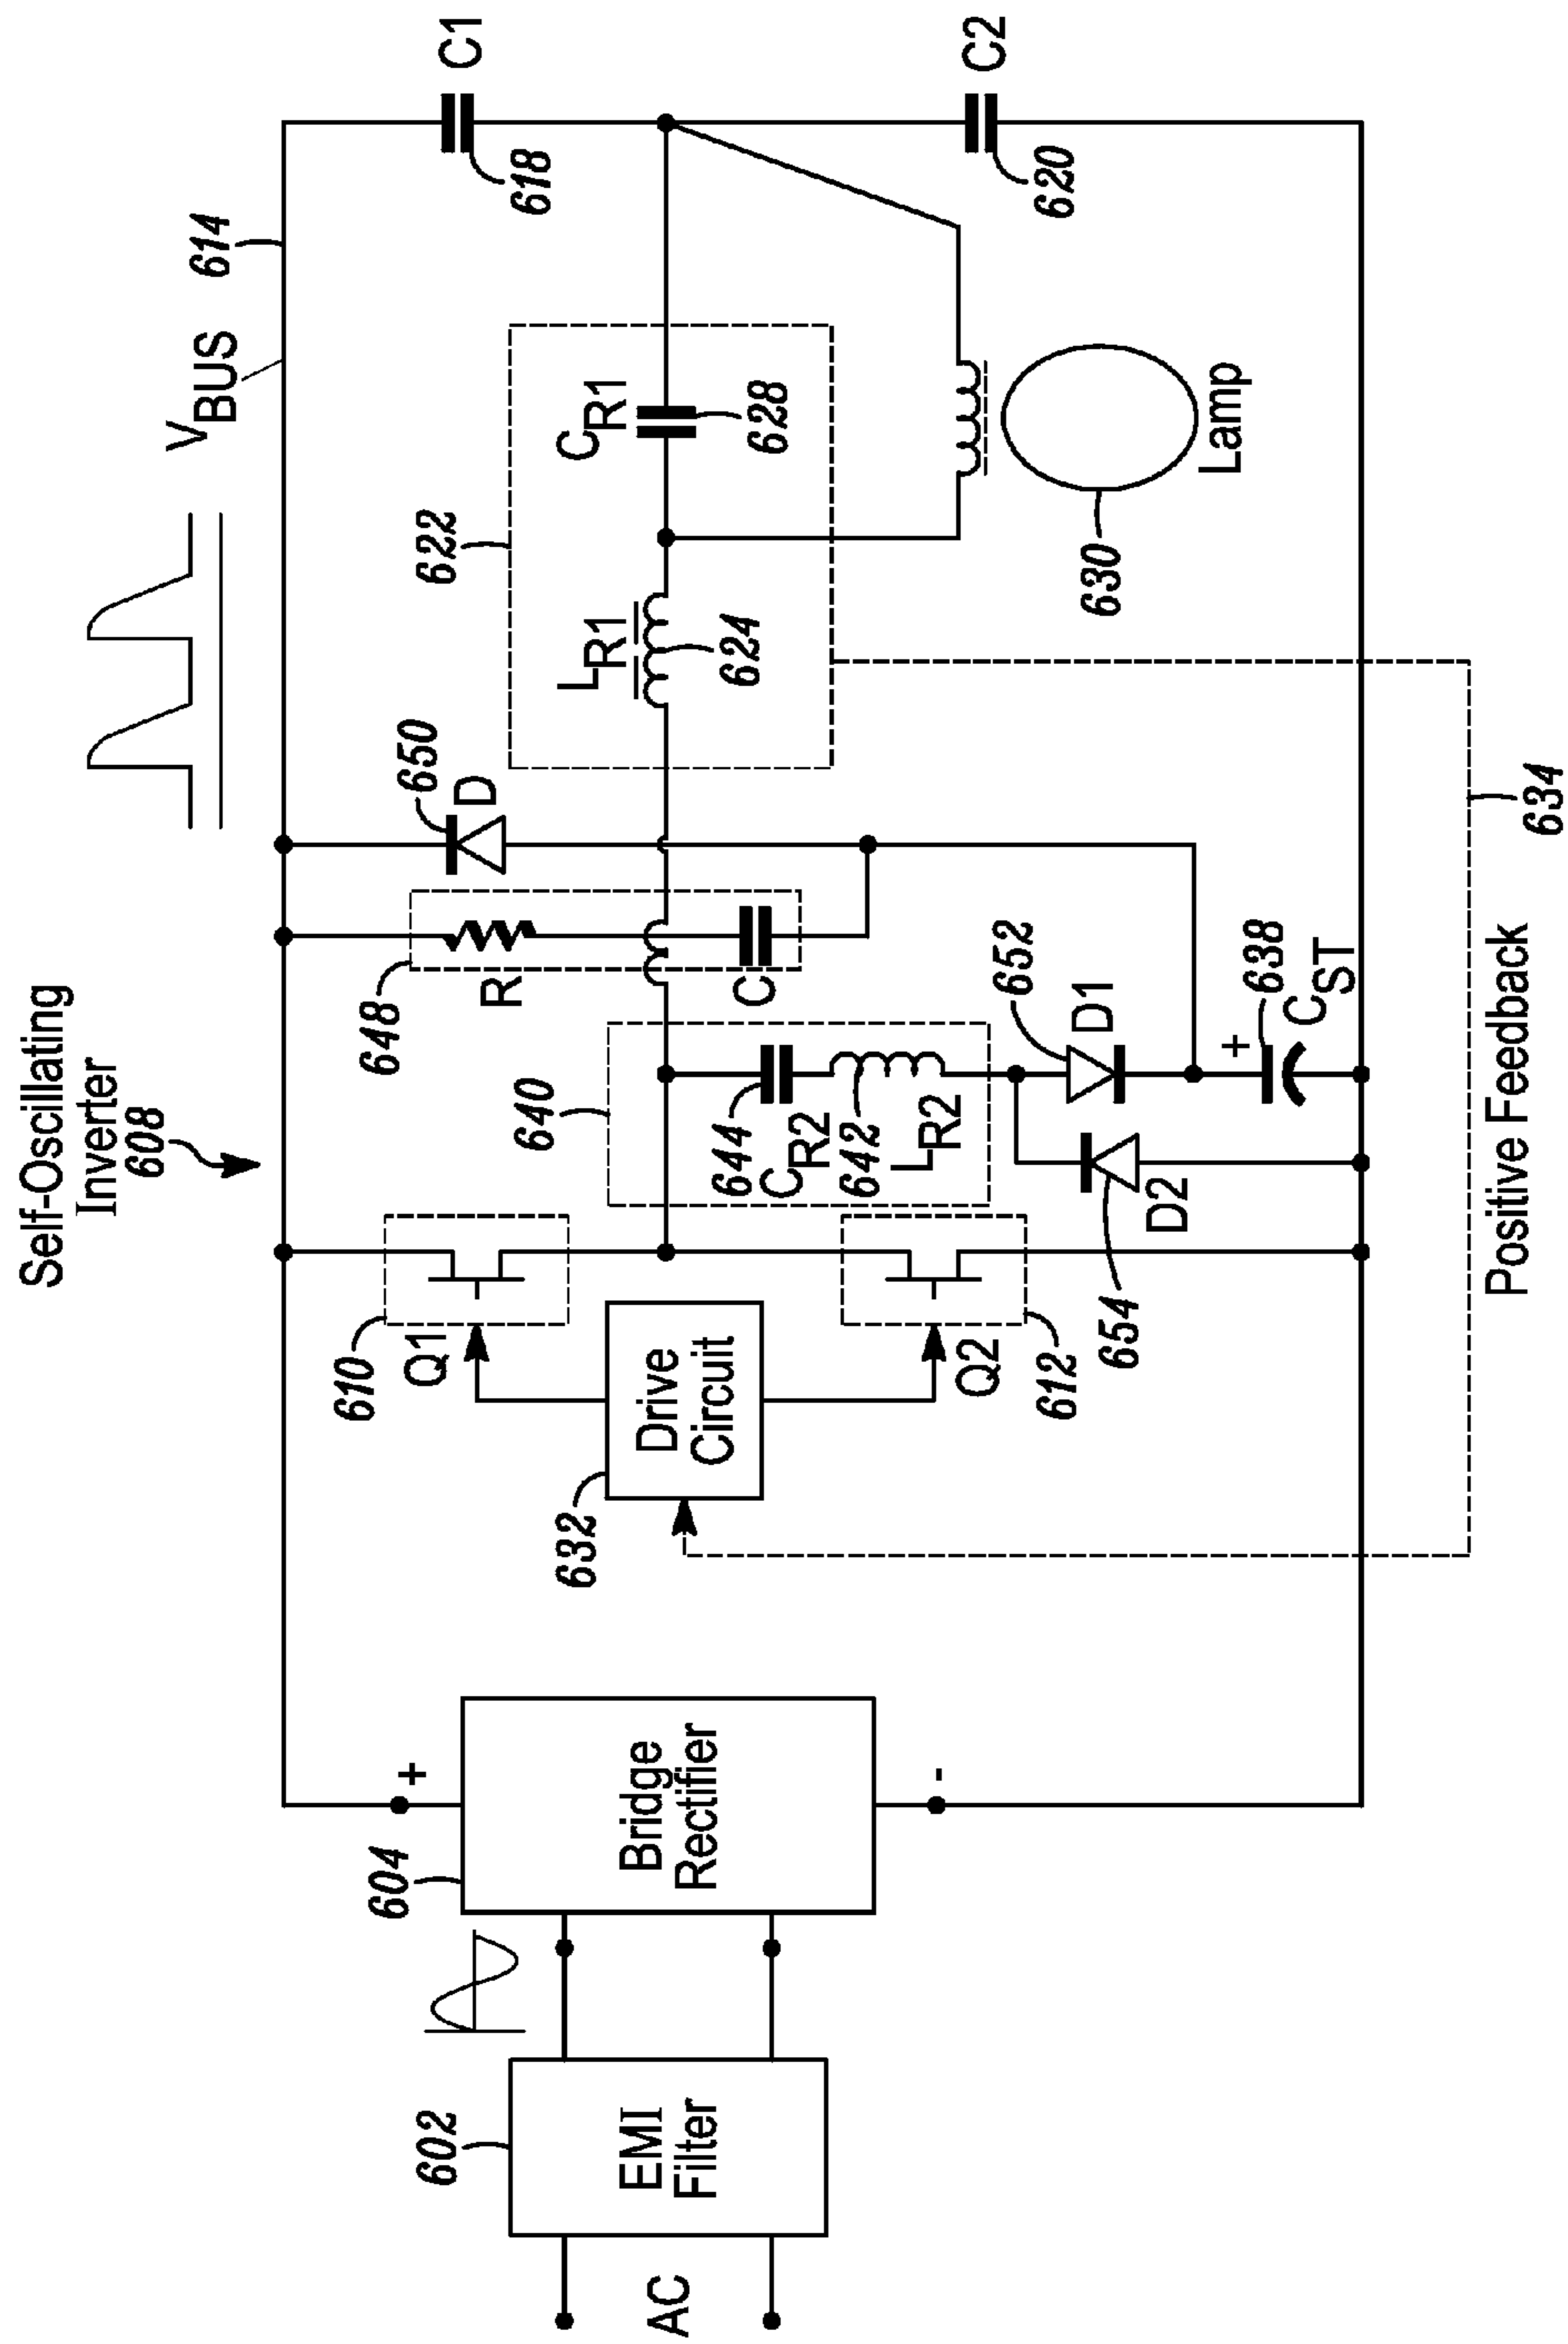 Self-Oscillating
Inverter
608
V BUS
614
AC
602
EMI
Filter
604
Bridge
Rectifier
+
-
610
Q1
632
Drive
Circuit
Q2
612
640
644
C R2
642
L R2
652
D1
D2
654
+
638
C ST
648
R
C
650
D
622
L R1
624
C R1
628
630
Lamp
C1
618
C2
620
634
Positive Feedback